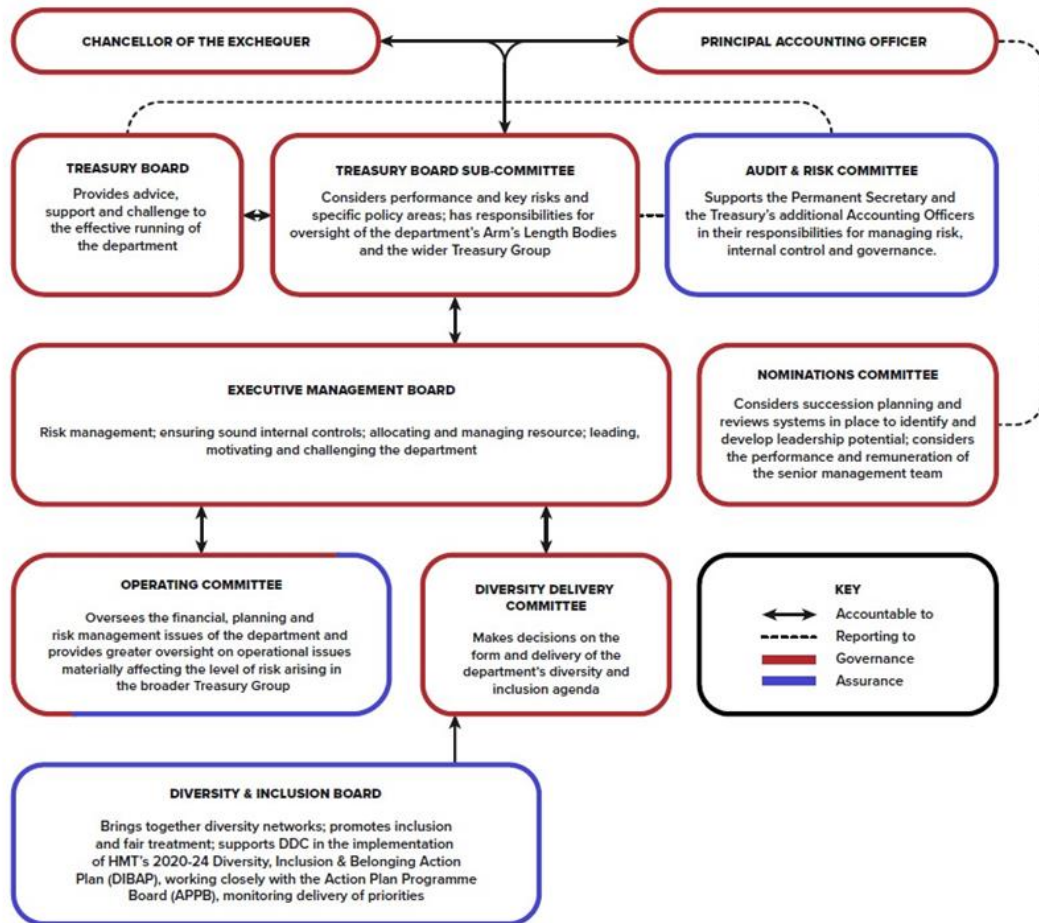 CHANCELLOR OF THE EXCHEQUER
PRINCIPAL ACCOUNTING OFFICER
TREASURY BOARD
Provides advice,
support and challenge to
the effective running of
the department
TREASURY BOARD SUB-COMMITTEE
Considers performance and key risks and
specific policy areas; has responsibilities for
oversight of the department's Arm's Length Bodies
and the wider Treasury Group
AUDIT & RISK COMMITTEE
Supports the Permanent Secretary and
the Treasury's additional Accounting Officers
in their responsibilities for managing risk,
internal control and governance.
EXECUTIVE MANAGEMENT BOARD
Risk management; ensuring sound internal controls; allocating and managing resource; leading,
motivating and challenging the department
NOMINATIONS COMMITTEE
Considers succession planning and
reviews systems in place to identify and
develop leadership potential; considers
the performance and remuneration of
the senior management team
OPERATING COMMITTEE
Oversees the financial, planning and
risk management issues of the department and
provides greater oversight on operational issues
materially affecting the level of risk arising in
the broader Treasury Group
DIVERSITY DELIVERY
COMMITTEE
Makes decisions on the
form and delivery of the
department's diversity and
inclusion agenda
KEY
Accountable to
Reporting to
Governance
Assurance
DIVERSITY & INCLUSION BOARD
Brings together diversity networks; promotes inclusion
and fair treatment; supports DDC in the implementation
of HMT's 2020-24 Diversity, Inclusion & Belonging Action
Plan (DIBAP), working closely with the Action Plan Programme
Board (APPB), monitoring delivery of priorities